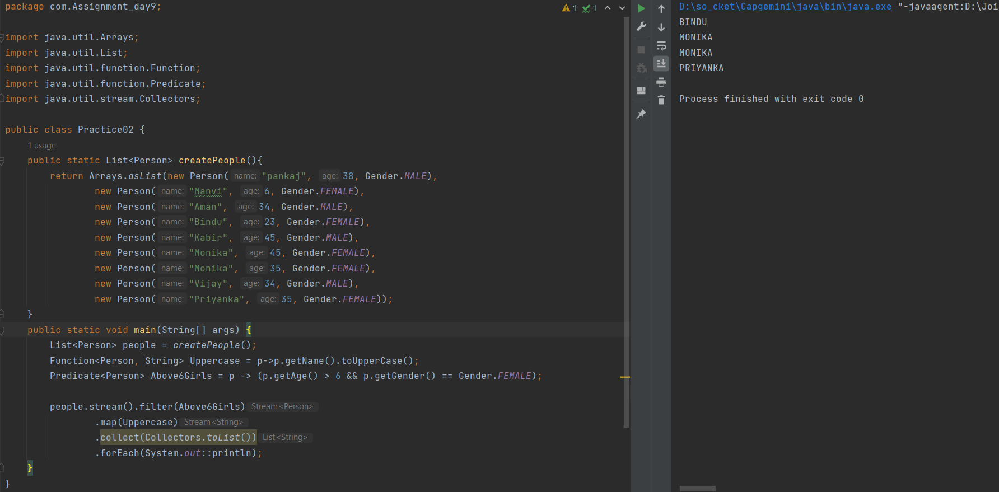 package com.Assignment_day9;
import java.util.Arrays;
import java.util.List;
import java.util.function.Function;
import java.util.function.Predicate;
import java.util.stream.Collectors;
public class Practice02 {
1 usage
public static List<Person> createPeople(){
return Arrays.asList(new Person( name: "pankaj", age: 38, Gender.MALE),
new Person( name: "Manvi", age: 6, Gender.FEMALE),
new Person( name: "Aman", age: 34, Gender.MALE),
new Person( name: "Bindu", age: 23, Gender.FEMALE),
new Person( name: "Kabir", age: 45, Gender.MALE),
new Person( name: "Monika", age: 45, Gender.FEMALE),
new Person( name: "Monika", age: 35, Gender.FEMALE),
new Person( name: "Vijay", age: 34, Gender.MALE),
new Person( name: "Priyanka", age: 35, Gender.FEMALE));
}
public static void main(String[] args) {
List<Person> people = createPeople();
Function<Person, String> Uppercase = p->p.getName().toUpperCase();
Predicate<Person> Above6Girls = p -> (p.getAge() > 6 && p.getGender() == Gender.FEMALE);
people.stream().filter(Above6Girls) Stream<Person>
.map(Uppercase) Stream<String>
.collect(Collectors.toList()) List<String>
.forEach(System.out::println);
}
}
1 1
D:\so_cket\Capgemini\java\bin\java.exe "-javaagent:D:\Joi
BINDU
MONIKA
MONIKA
PRIYANKA
Process finished with exit code 0